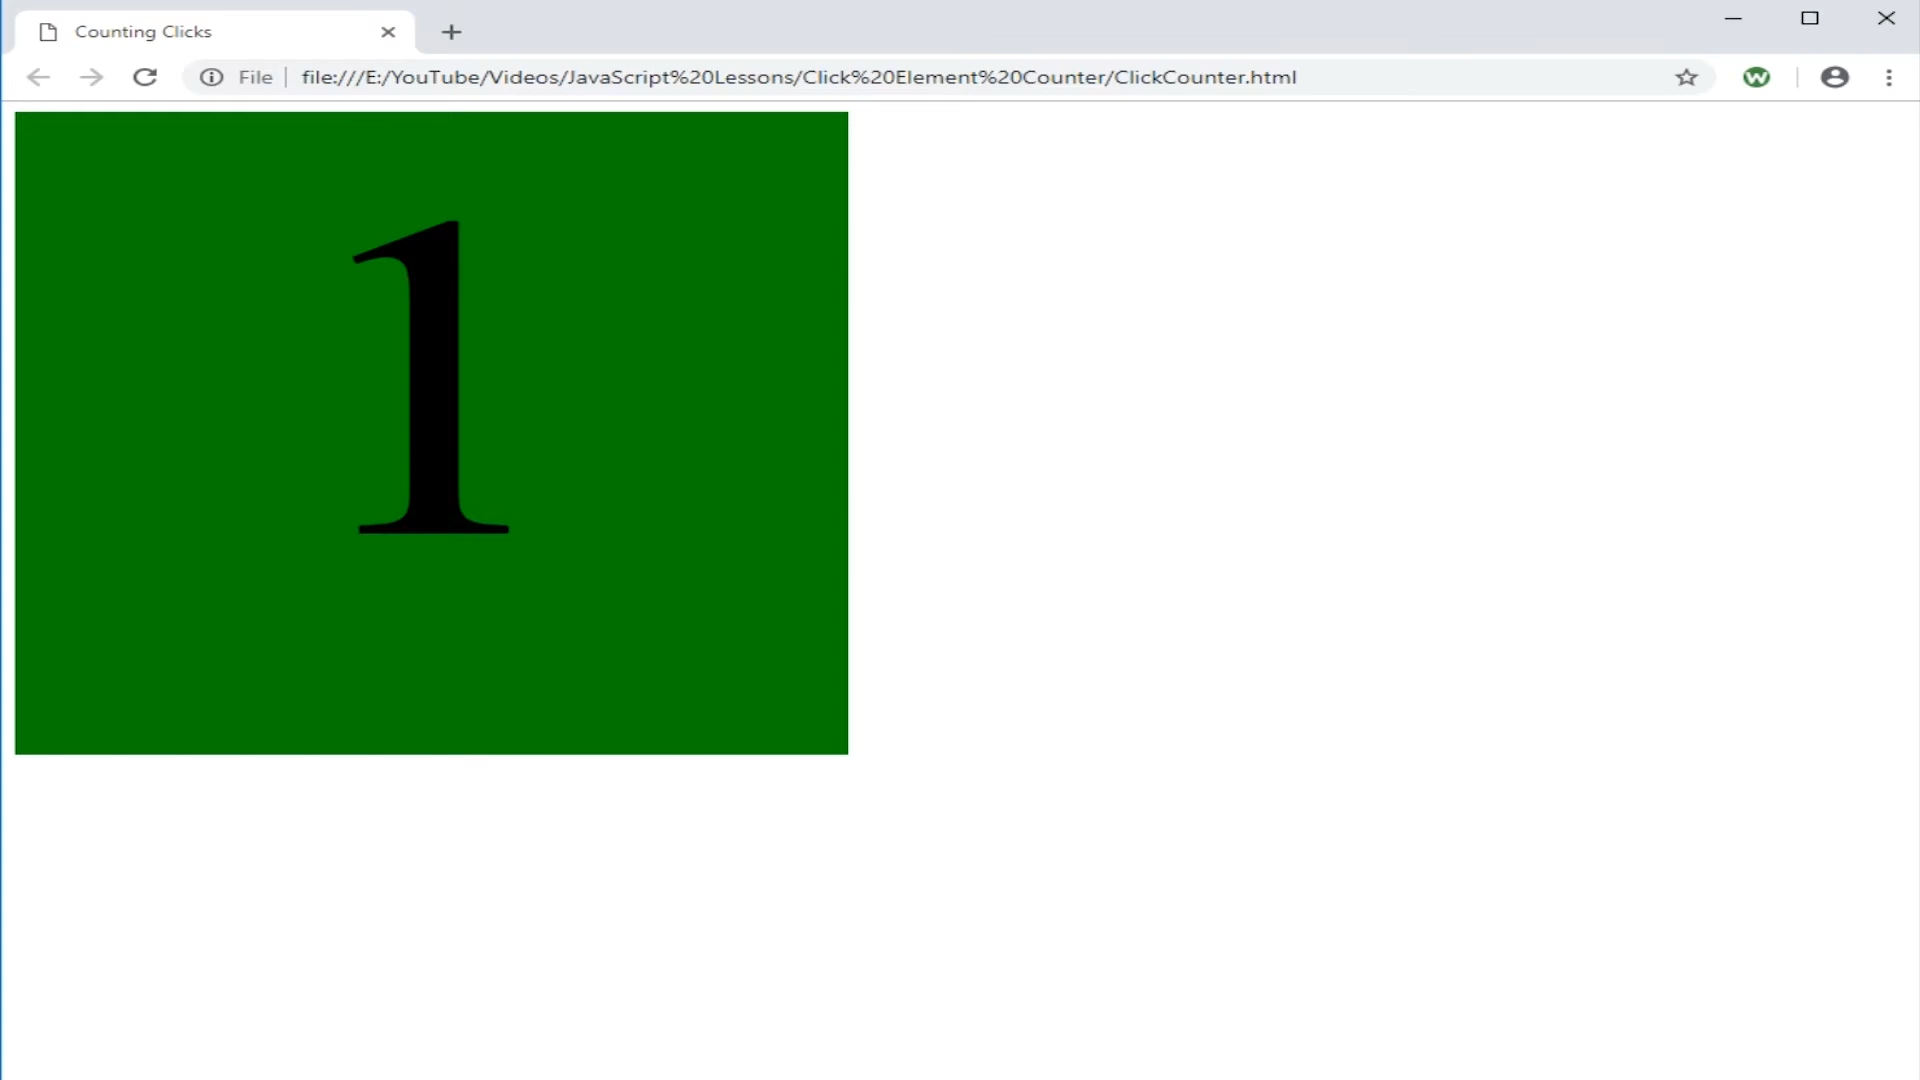 Counting Clicks
File file:///E:/YouTube/Videos/JavaScript%20Lessons/Click%20Element%20Counter/ClickCounter.html
W
1